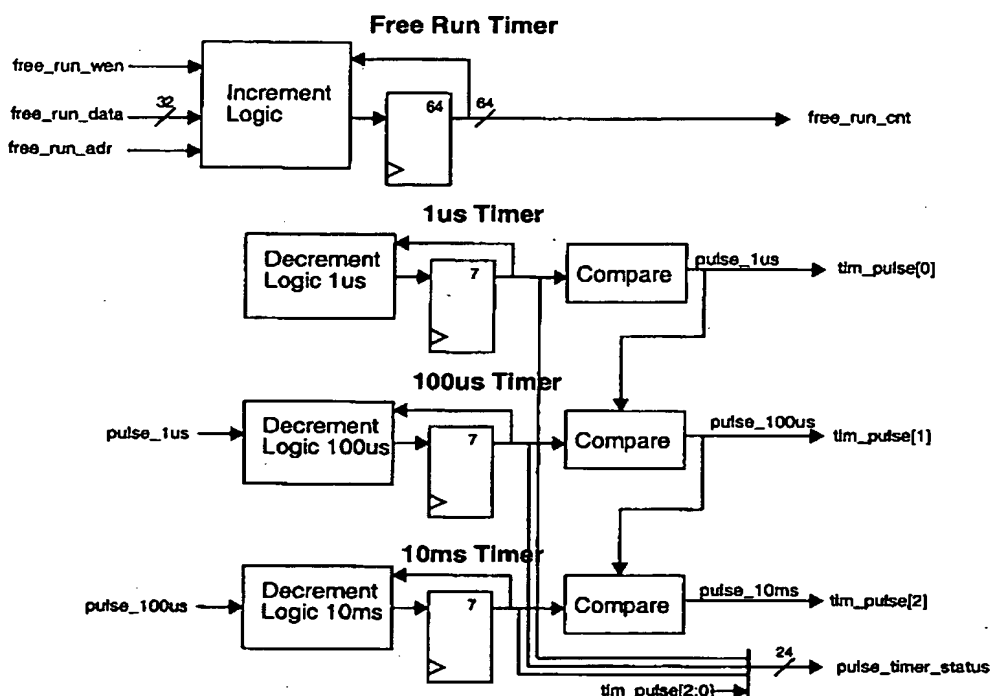 Free Run Timer
free_run_wen
free_run_data
32
free_run_adr
Increment
Logic
64
64
free_run_cnt
1us Timer
Decrement
Logic 1us
7
Compare
pulse_1us
tim_pulse[0]
100us Timer
pulse_1us
Decrement
Logic 100us
7
Compare
pulse_100us
tim_pulse[1]
10ms Timer
pulse_100us
Decrement
Logic 10ms
7
Compare
pulse_10ms
tim_pulse[2]
24
pulse_timer_status
tim_pulse[2:0]